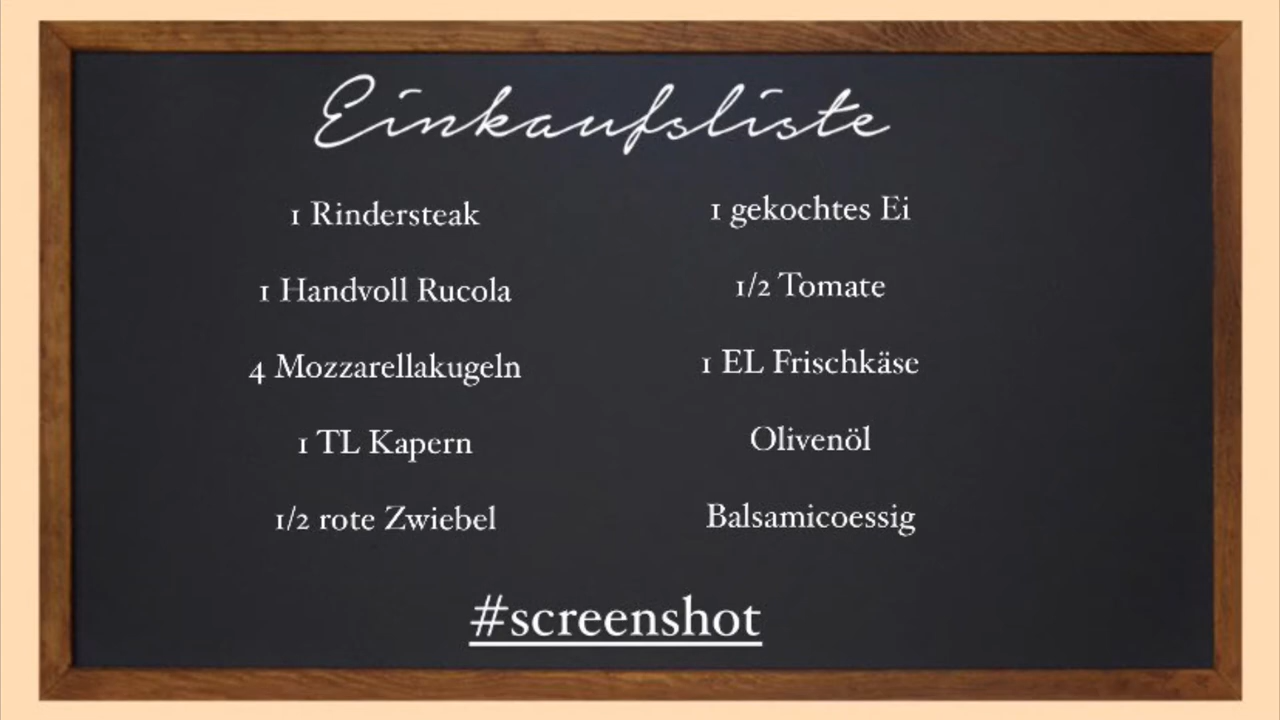 Einkaufsliste
1 Rindersteak
1 Handvoll Rucola
4 Mozzarellakugeln
1 TL Kapern
1/2 rote Zwiebel
1 gekochtes Ei
1/2 Tomate
1 EL Frischkäse
Olivenöl
Balsamicoessig
#screenshot